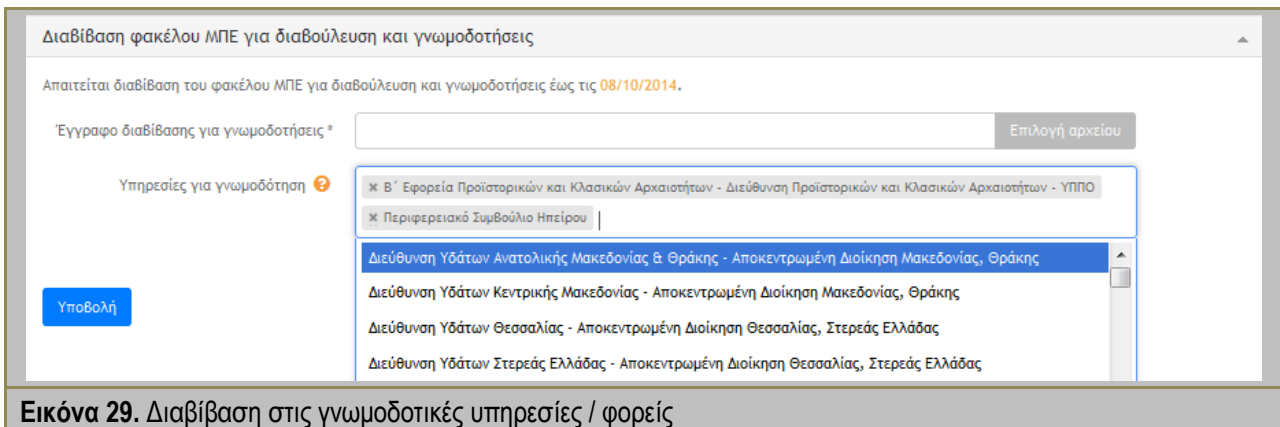 Διαβίβαση φακέλου ΜΠΕ για διαβούλευση και γνωμοδοτήσεις
Απαιτείται διαβίβαση του φακέλου ΜΠΕ για διαβούλευση και γνωμοδοτήσεις έως τις 08/10/2014.
Έγγραφο διαβίβασης για γνωμοδοτήσεις * Επιλογή αρχείου
Υπηρεσίες για γνωμοδότηση ? × Β΄ Εφορεία Προϊστορικών και Κλασικών Αρχαιοτήτων - Διεύθυνση Προϊστορικών και Κλασικών Αρχαιοτήτων - ΥΠΠΟ
× Περιφερειακό Συμβούλιο Ηπείρου
Διεύθυνση Υδάτων Ανατολικής Μακεδονίας & Θράκης - Αποκεντρωμένη Διοίκηση Μακεδονίας, Θράκης
Διεύθυνση Υδάτων Κεντρικής Μακεδονίας - Αποκεντρωμένη Διοίκηση Μακεδονίας, Θράκης
Υποβολή
Διεύθυνση Υδάτων Θεσσαλίας - Αποκεντρωμένη Διοίκηση Θεσσαλίας, Στερεάς Ελλάδας
Διεύθυνση Υδάτων Στερεάς Ελλάδας - Αποκεντρωμένη Διοίκηση Θεσσαλίας, Στερεάς Ελλάδας
Εικόνα 29. Διαβίβαση στις γνωμοδοτικές υπηρεσίες / φορείς